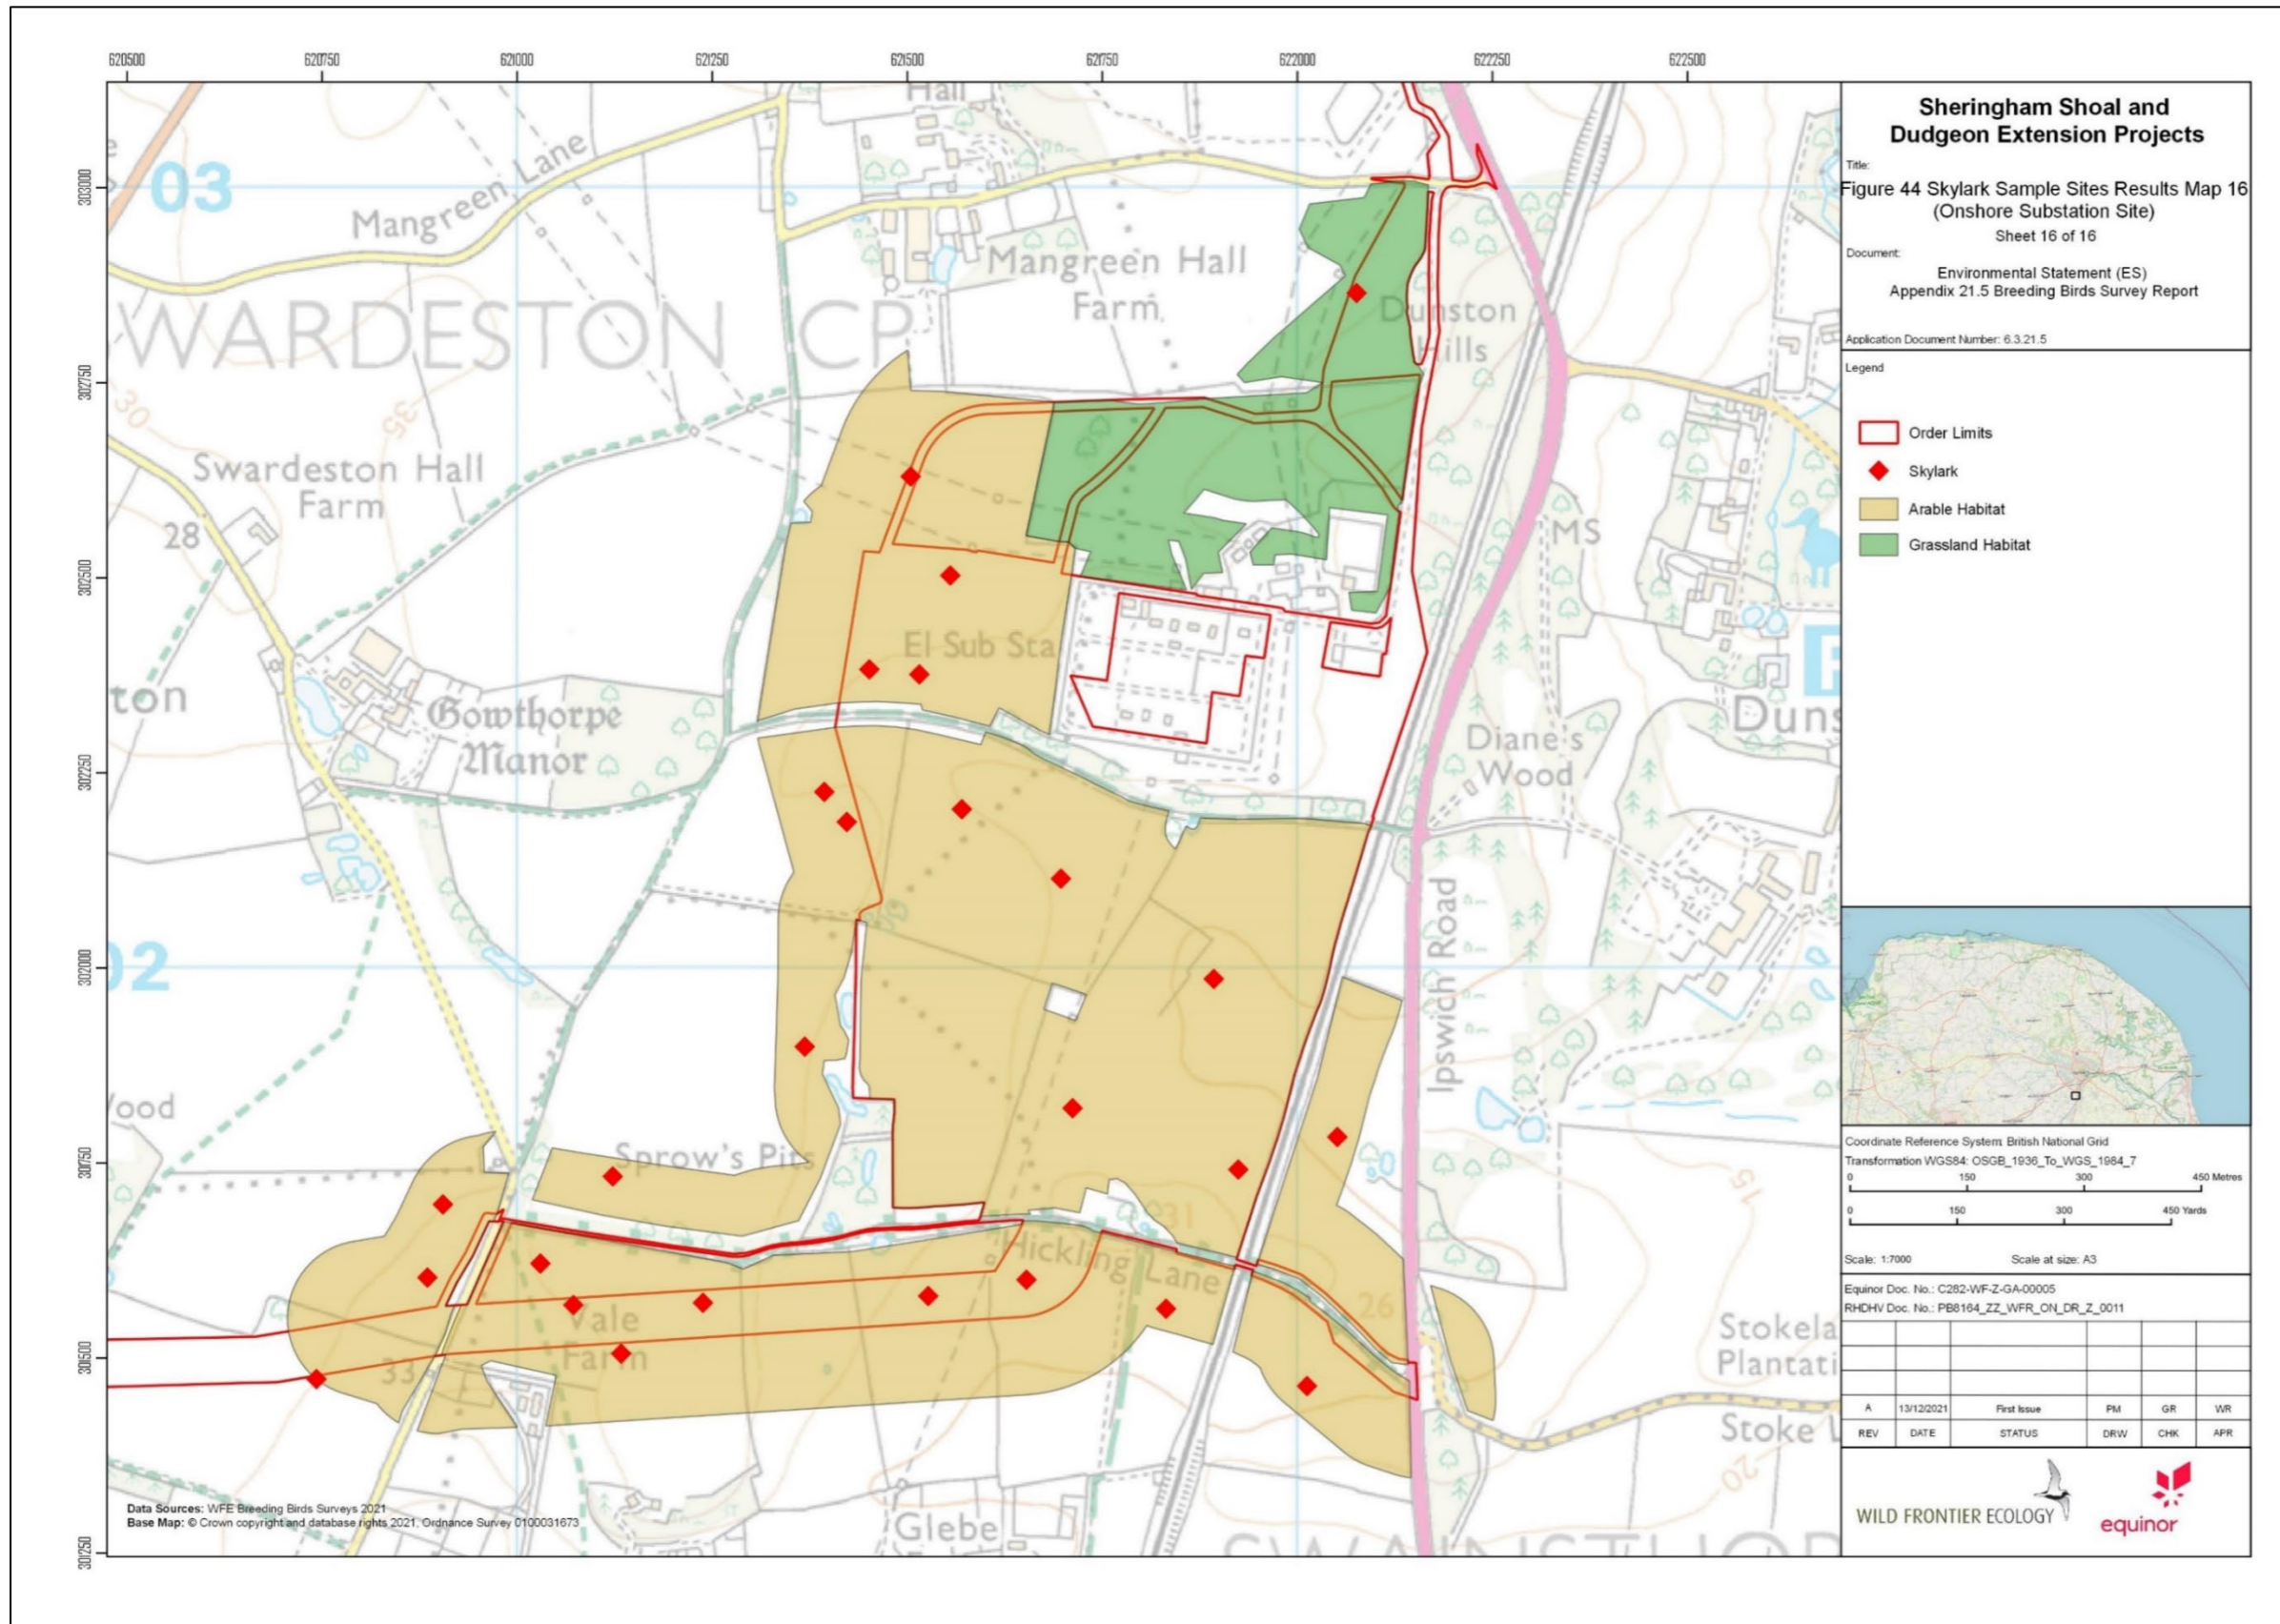 620500 620750 621000 621250 621500 621750 622000 622250 622500
303000
302750
302500
302250
302000
301750
301500
301250
Hall
03
Mangreen Lane
Mangreen Hall
Farm
WARDESTON CP
Dunston
Hills
30
35
Swardeston Hall
Farm
28
MS
El Sub Sta
ton
Gowthorpe
Manor
Duns
Diane's
Wood
02
Ipswich Road
Sprow's Pits
15
31
Hickling Lane
26
Vale
Farm
33
Stokela
Plantati
Stoke L
20
Glebe
SWAINSTHOR
Data Sources: WFE Breeding Birds Surveys 2021
Base Map: © Crown copyright and database rights 2021, Ordnance Survey 0100031673
Sheringham Shoal and
Dudgeon Extension Projects
Title:
Figure 44 Skylark Sample Sites Results Map 16
(Onshore Substation Site)
Sheet 16 of 16
Document:
Environmental Statement (ES)
Appendix 21.5 Breeding Birds Survey Report
Application Document Number: 6.3.21.5
Legend
Order Limits
Skylark
Arable Habitat
Grassland Habitat
Coordinate Reference System: British National Grid
Transformation WGS84: OSGB_1936_To_WGS_1984_7
0 150 300 450 Metres
0 150 300 450 Yards
Scale: 1:7000 Scale at size: A3
Equinor Doc. No.: C282-WF-Z-GA-00005
RHDHV Doc. No.: PB8164_ZZ_WFR_ON_DR_Z_0011
A 13/12/2021 First Issue PM GR WR
REV DATE STATUS DRW CHK APR
WILD FRONTIER ECOLOGY
equinor